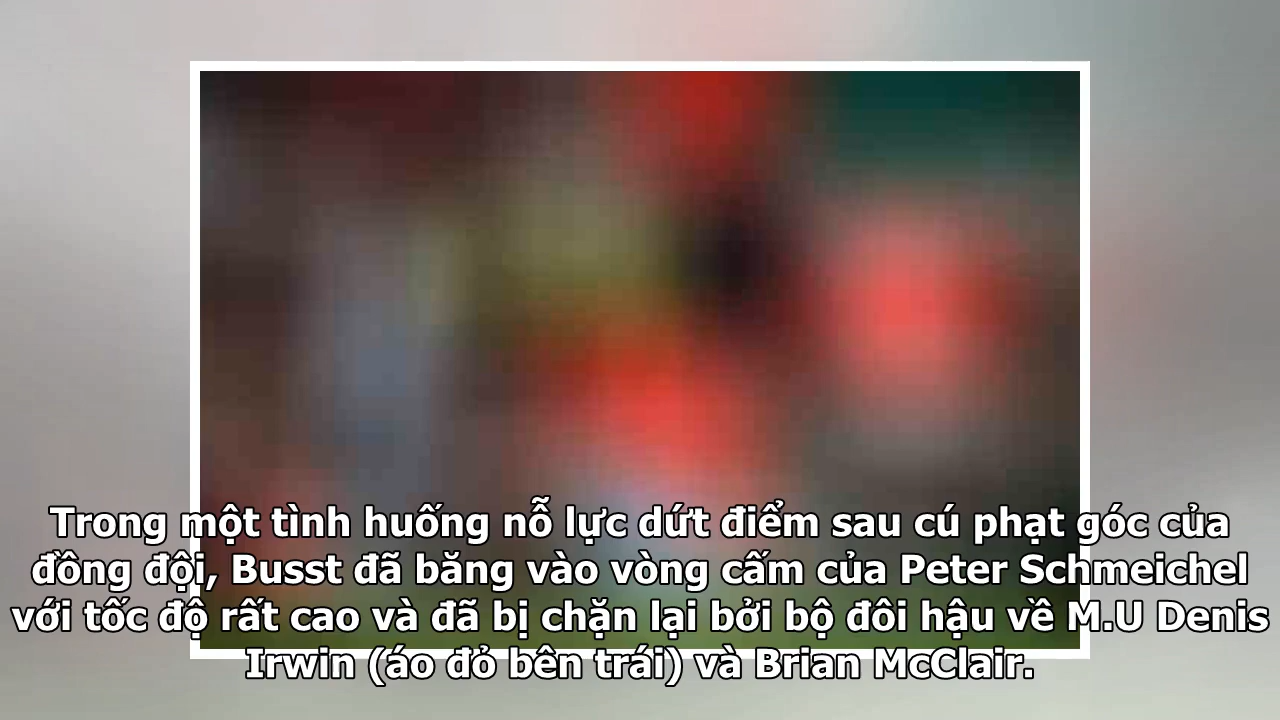 Trong một tình huống nỗ lực dứt điểm sau cú phạt góc của
đồng đội, Busst đã băng vào vòng cấm của Peter Schmeichel
với tốc độ rất cao và đã bị chặn lại bởi bộ đôi hậu về M.U Denis
Irwin (áo đỏ bên trái) và Brian McClair.